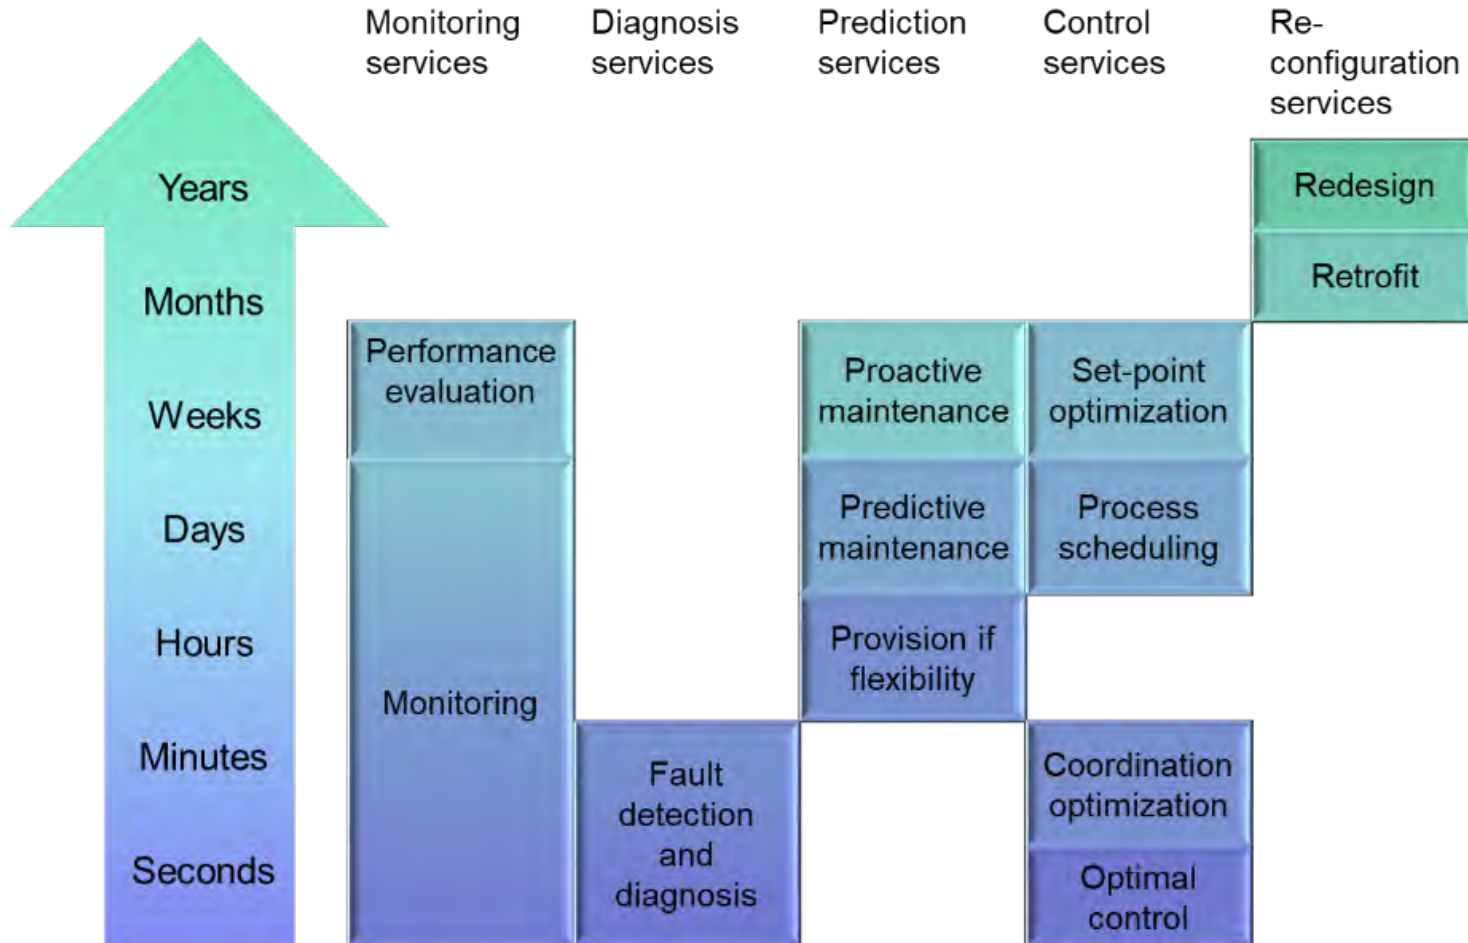 Monitoring
services
Diagnosis
services
Prediction
services
Control
services
Re-
configuration
services
Years
Months
Weeks
Days
Hours
Minutes
Seconds
Performance
evaluation
Monitoring
Fault
detection
and
diagnosis
Proactive
maintenance
Predictive
maintenance
Provision if
flexibility
Set-point
optimization
Process
scheduling
Coordination
optimization
Optimal
control
Redesign
Retrofit